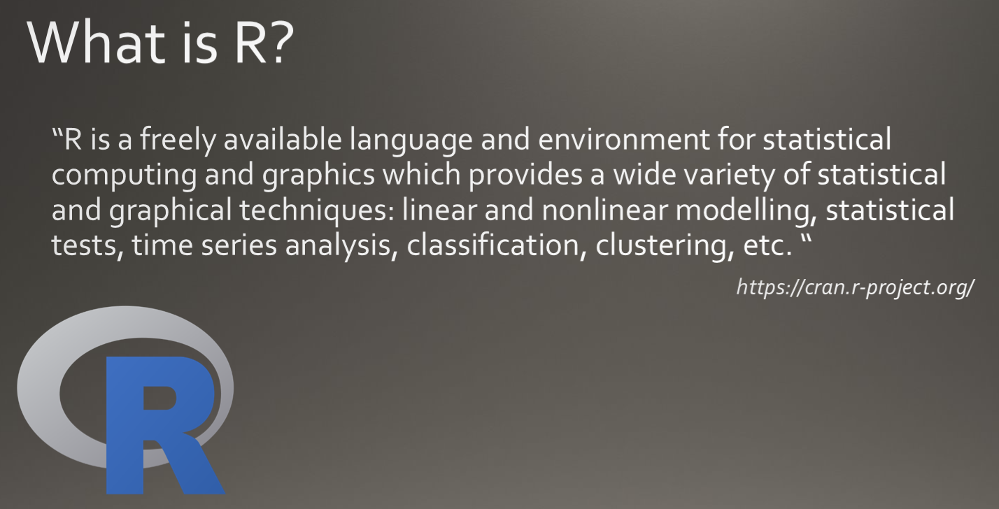 What is R?
“R is a freely available language and environment for statistical
computing and graphics which provides a wide variety of statistical
and graphical techniques: linear and nonlinear modelling, statistical
tests, time series analysis, classification, clustering, etc. “
https://cran.r-project.org/
R